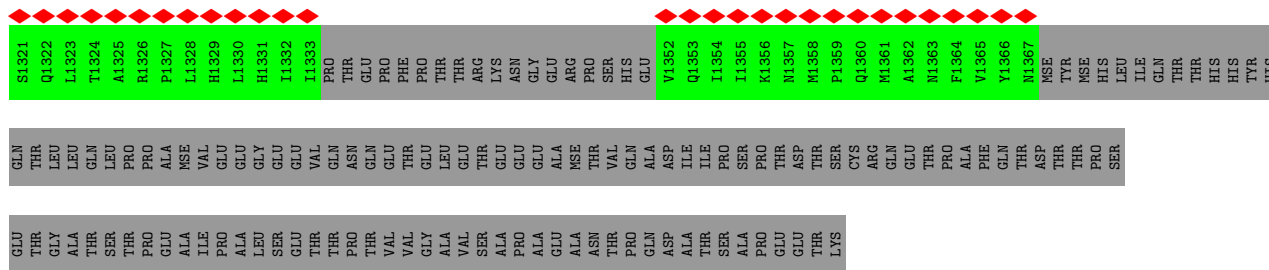 S1321 Q1322 L1323 T1324 A1325 R1326 P1327 L1328 H1329 L1330 H1331 I1332 I1333 PRO THR GLU PRO PHE PRO THR THR ARG LYS ASN GLY GLU ARG PRO SER HIS GLU V1352 Q1353 I1354 I1355 K1356 N1357 M1358 P1359 Q1360 M1361 A1362 N1363 F1364 V1365 Y1366 N1367 MSE TYR MSE HIS LEU ILE GLN THR THR HIS HIS TYR HIS
GLN THR LEU LEU GLN LEU PRO PRO ALA MSE VAL GLU GLU GLY GLU GLU VAL GLN ASN GLN GLU THR GLU LEU GLU THR GLU GLU GLU ALA MSE THR VAL GLN ALA ASP ILE ILE PRO SER PRO THR ASP THR SER CYS ARG GLN GLU THR PRO ALA PHE GLN THR ASP THR THR PRO SER
GLU THR GLY ALA THR SER THR PRO GLU ALA ILE PRO ALA LEU SER GLU THR THR PRO THR VAL VAL GLY ALA VAL SER ALA PRO ALA GLU ALA ASN THR PRO GLN ASP ALA THR SER ALA PRO GLU GLU THR LYS